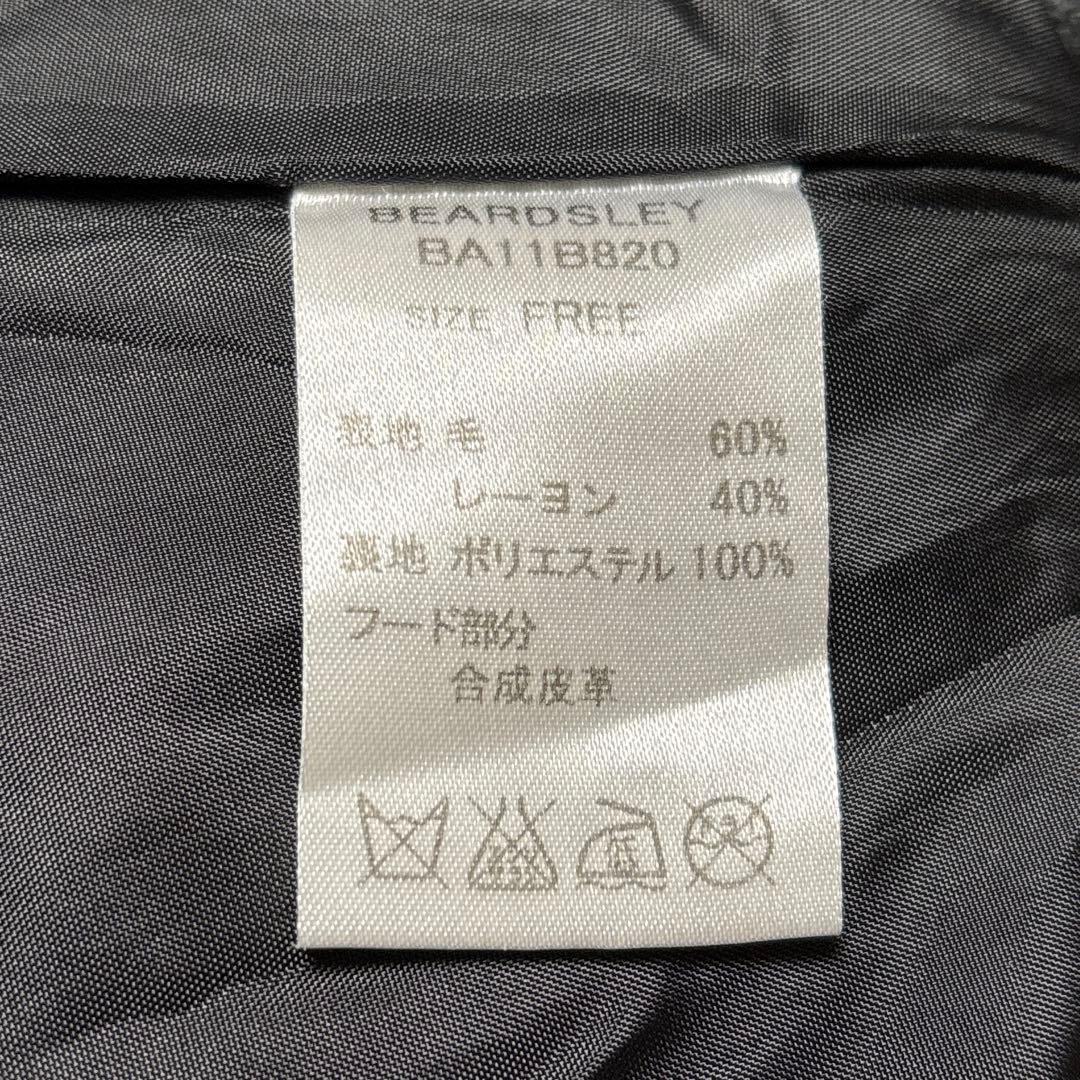 BEARDSLEY
BA11B820
SIZE FREE
表地 毛 60%
レーヨン 40%
裏地 ポリエステル 100%
フード部分
合成皮革